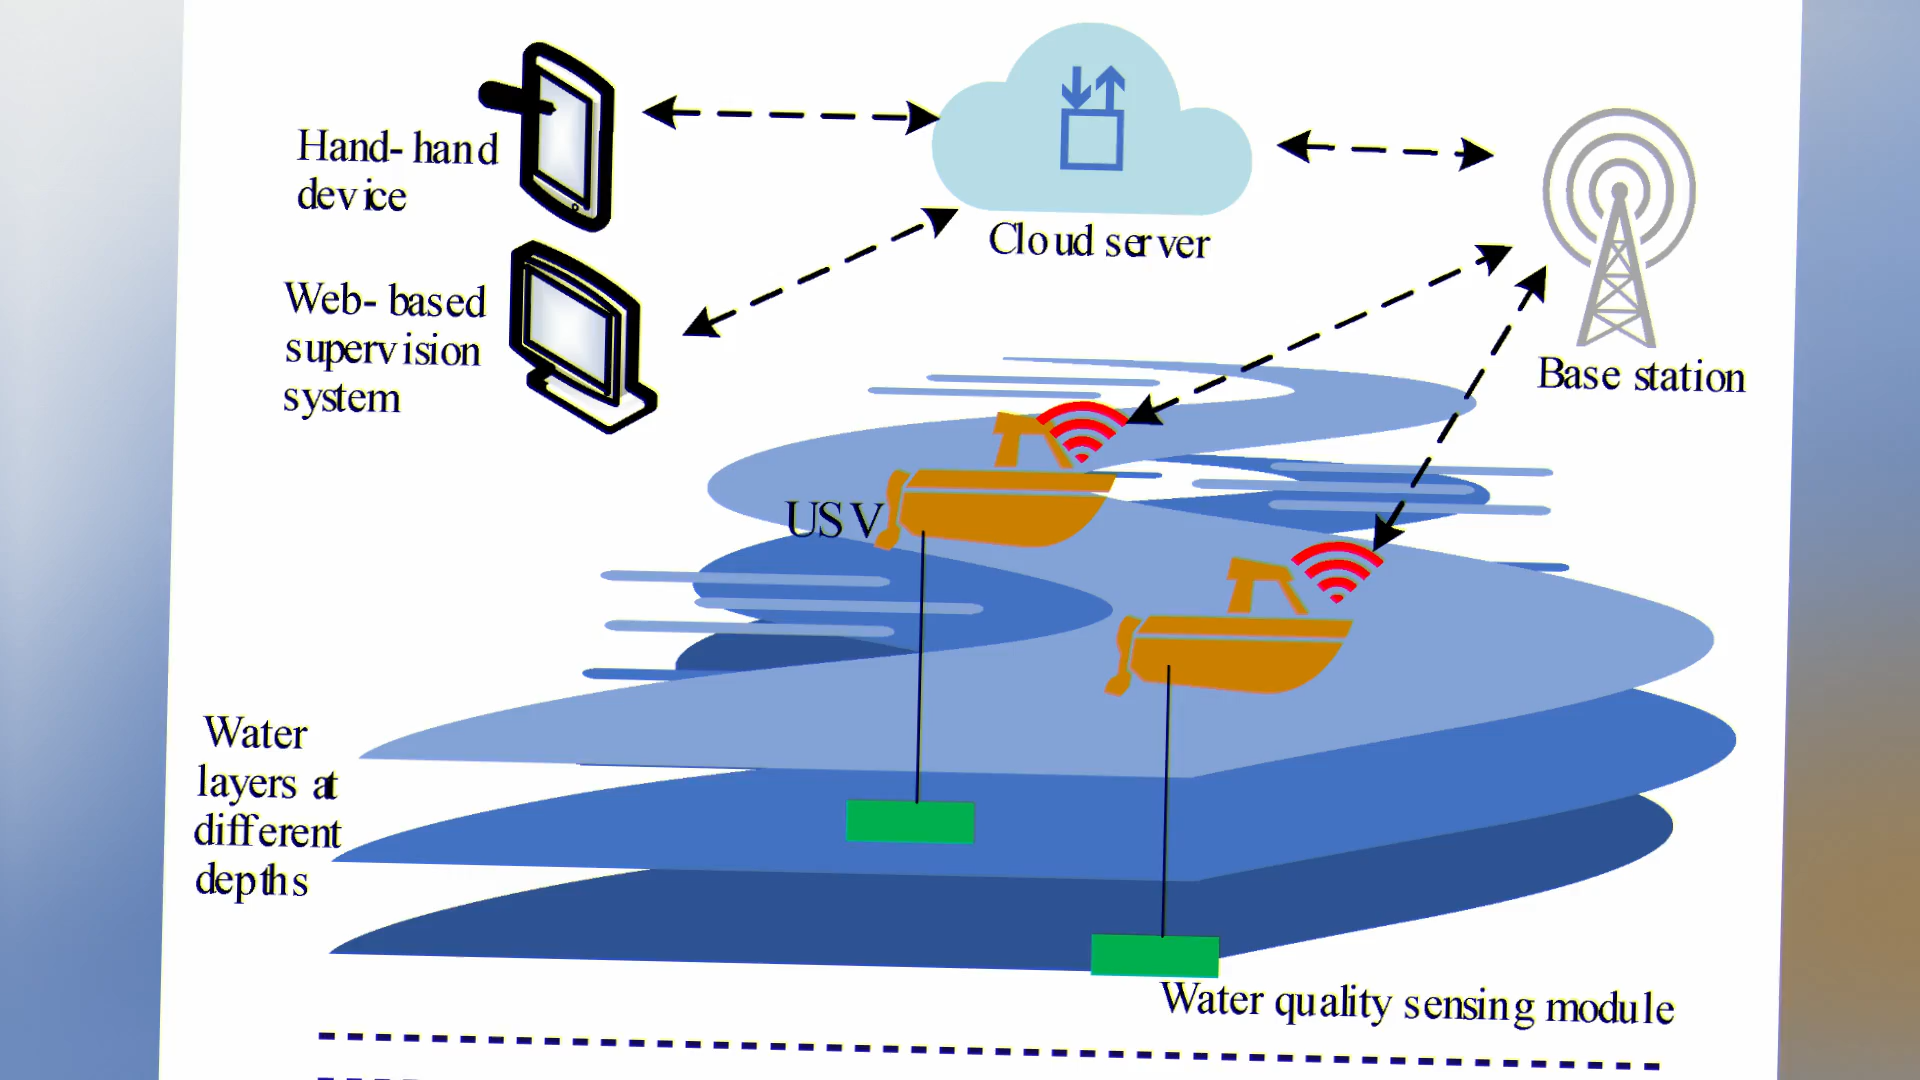 Hand-hand
device
Cloud server
Web-based
supervision
system
Base station
USV
Water
layers at
different
depths
Water quality sensing module